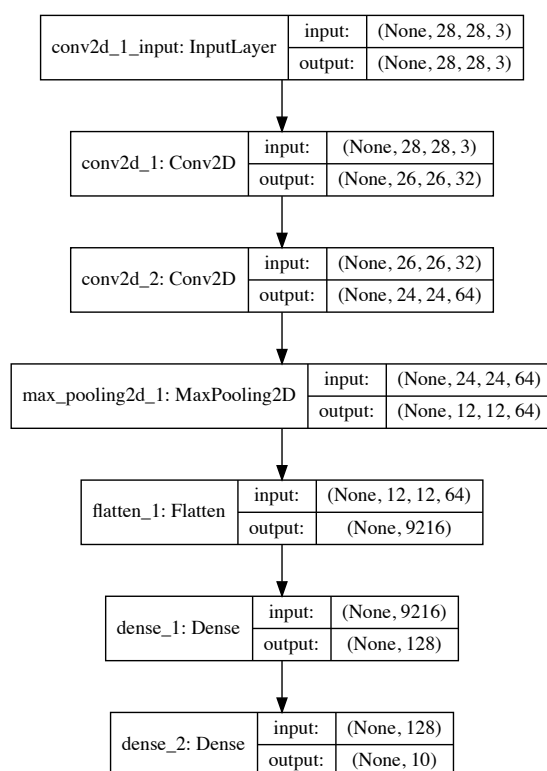 conv2d_1_input: InputLayer
input: (None, 28, 28, 3)
output: (None, 28, 28, 3)
conv2d_1: Conv2D
input: (None, 28, 28, 3)
output: (None, 26, 26, 32)
conv2d_2: Conv2D
input: (None, 26, 26, 32)
output: (None, 24, 24, 64)
max_pooling2d_1: MaxPooling2D
input: (None, 24, 24, 64)
output: (None, 12, 12, 64)
flatten_1: Flatten
input: (None, 12, 12, 64)
output: (None, 9216)
dense_1: Dense
input: (None, 9216)
output: (None, 128)
dense_2: Dense
input: (None, 128)
output: (None, 10)